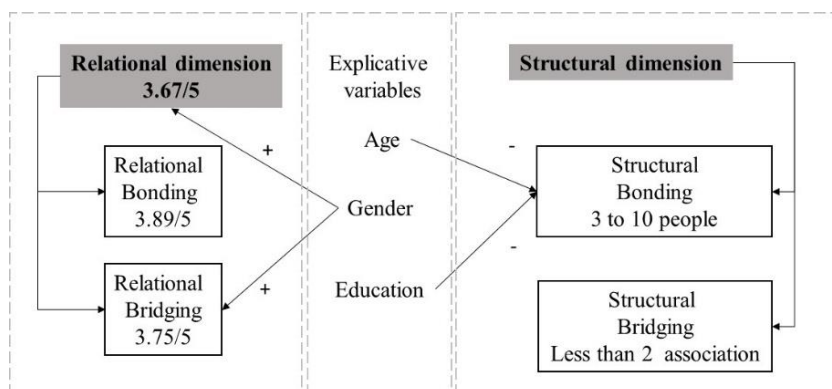 Relational dimension
3.67/5
+
Relational
Bonding
3.89/5
Relational
Bridging
3.75/5
+
Explicative
variables
Age
Gender
Education
Structural dimension
-
Structural
Bonding
3 to 10 people
-
Structural
Bridging
Less than 2 association